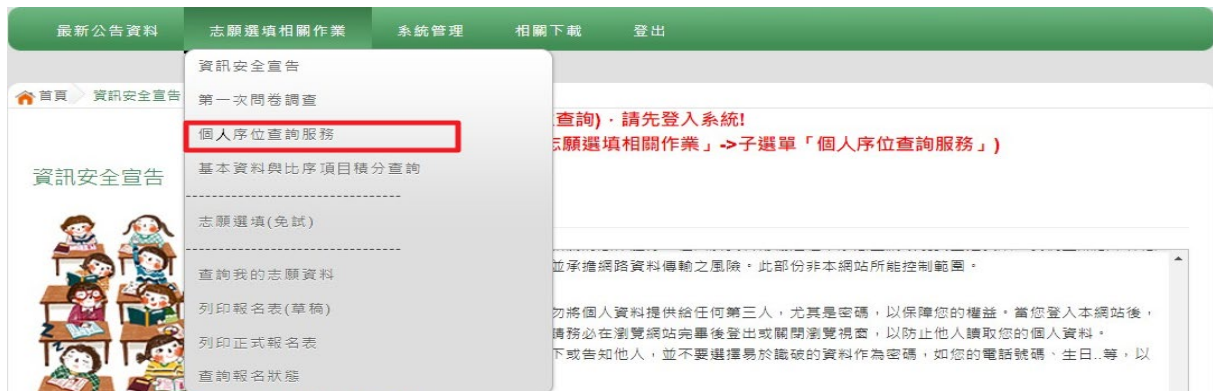 最新公告資料 志願選填相關作業 系統管理 相關下載 登出
資訊安全宣告
首頁 資訊安全宣告
第一次問卷調查
查詢)，請先登入系統!
個人序位查詢服務
志願選填相關作業」->子選單「個人序位查詢服務」)
基本資料與比序項目積分查詢
資訊安全宣告
--------------------------------
志願選填(免試)
--------------------------------
並承擔網路資料傳輸之風險。此部份非本網站所能控制範圍。
查詢我的志願資料
列印報名表(草稿)
勿將個人資料提供給任何第三人，尤其是密碼，以保障您的權益。當您登入本網站後，
請務必在瀏覽網站完畢後登出或關閉瀏覽視窗，以防止他人讀取您的個人資料。
列印正式報名表
下或告知他人，並不要選擇易於識破的資料作為密碼，如您的電話號碼、生日..等，以
查詢報名狀態